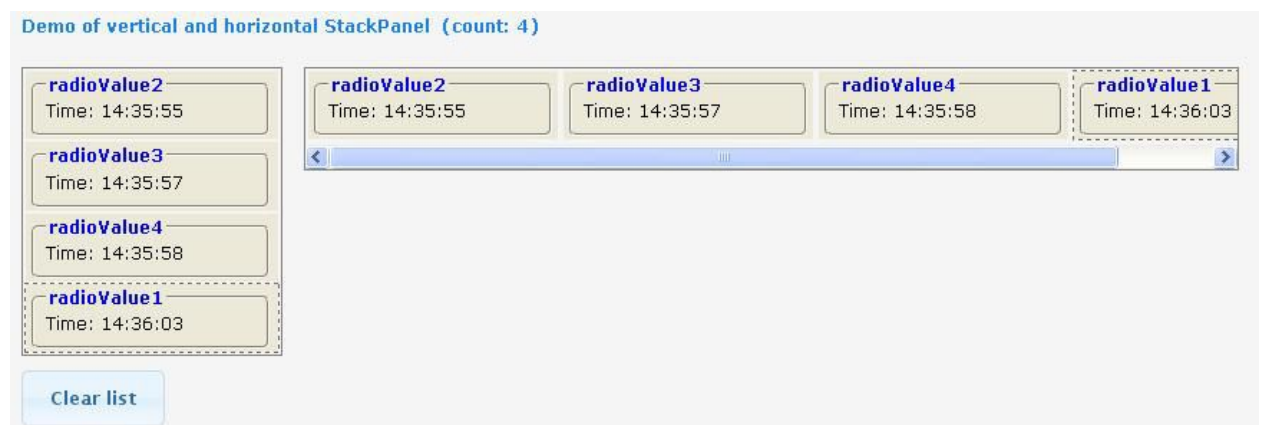 Demo of vertical and horizontal StackPanel (count: 4)
radioValue2
Time: 14:35:55
radioValue3
Time: 14:35:57
radioValue4
Time: 14:35:58
radioValue1
Time: 14:36:03
radioValue2 radioValue3 radioValue4 radioValue1
Time: 14:35:55 Time: 14:35:57 Time: 14:35:58 Time: 14:36:03
Clear list